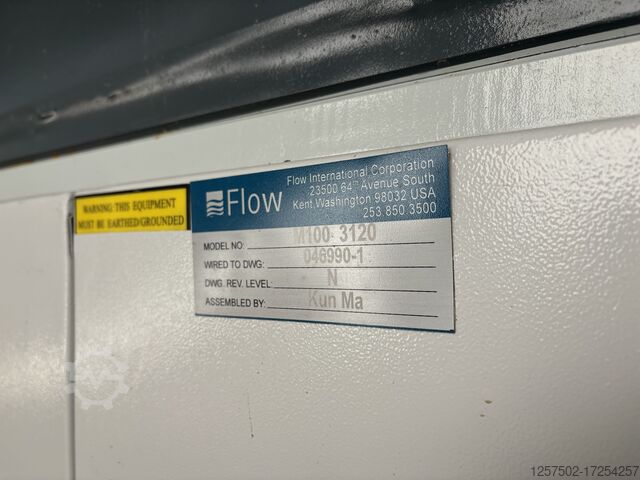 WARNING: THIS EQUIPMENT
MUST BE EARTHED/GROUNDED
Flow
Flow International Corporation
23500 64TH Avenue South
Kent Washington 98032 USA
253 850 3500
MODEL NO: M100 3120
WIRED TO DWG: 046990-1
DWG. REV. LEVEL: N
ASSEMBLED BY: Kun Ma
1257502-17254257